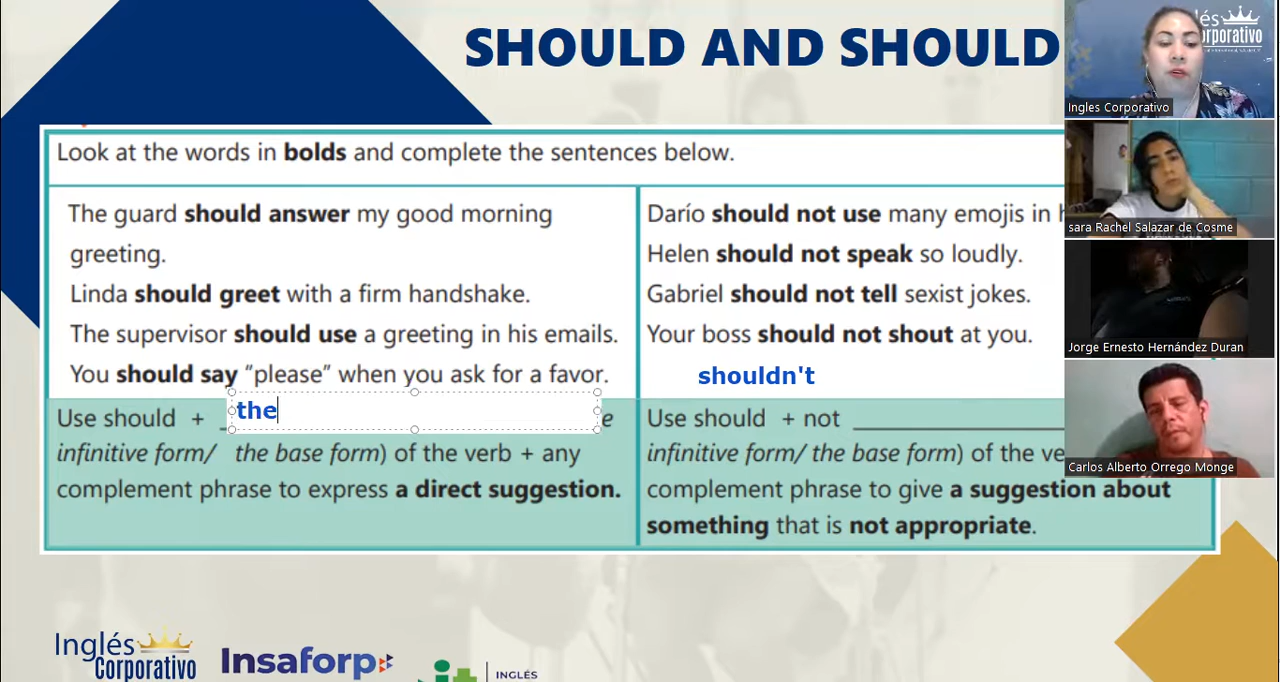 SHOULD AND SHOULD
Look at the words in bolds and complete the sentences below.
The guard should answer my good morning
greeting.
Linda should greet with a firm handshake.
The supervisor should use a greeting in his emails.
You should say “please” when you ask for a favor.
Darío should not use many emojis in
Helen should not speak so loudly.
Gabriel should not tell sexist jokes.
Your boss should not shout at you.
shouldn't
Use should +
the
infinitive form/ the base form) of the verb + any
complement phrase to express a direct suggestion.
Use should + not
infinitive form/ the base form) of the
complement phrase to give a suggestion about
something that is not appropriate.
Ingles Corporativo
sara Rachel Salazar de Cosme
Jorge Ernesto Hernández Duran
Carlos Alberto Orrego Monge
Inglés
Corporativo
Insaforp
INGLÉS